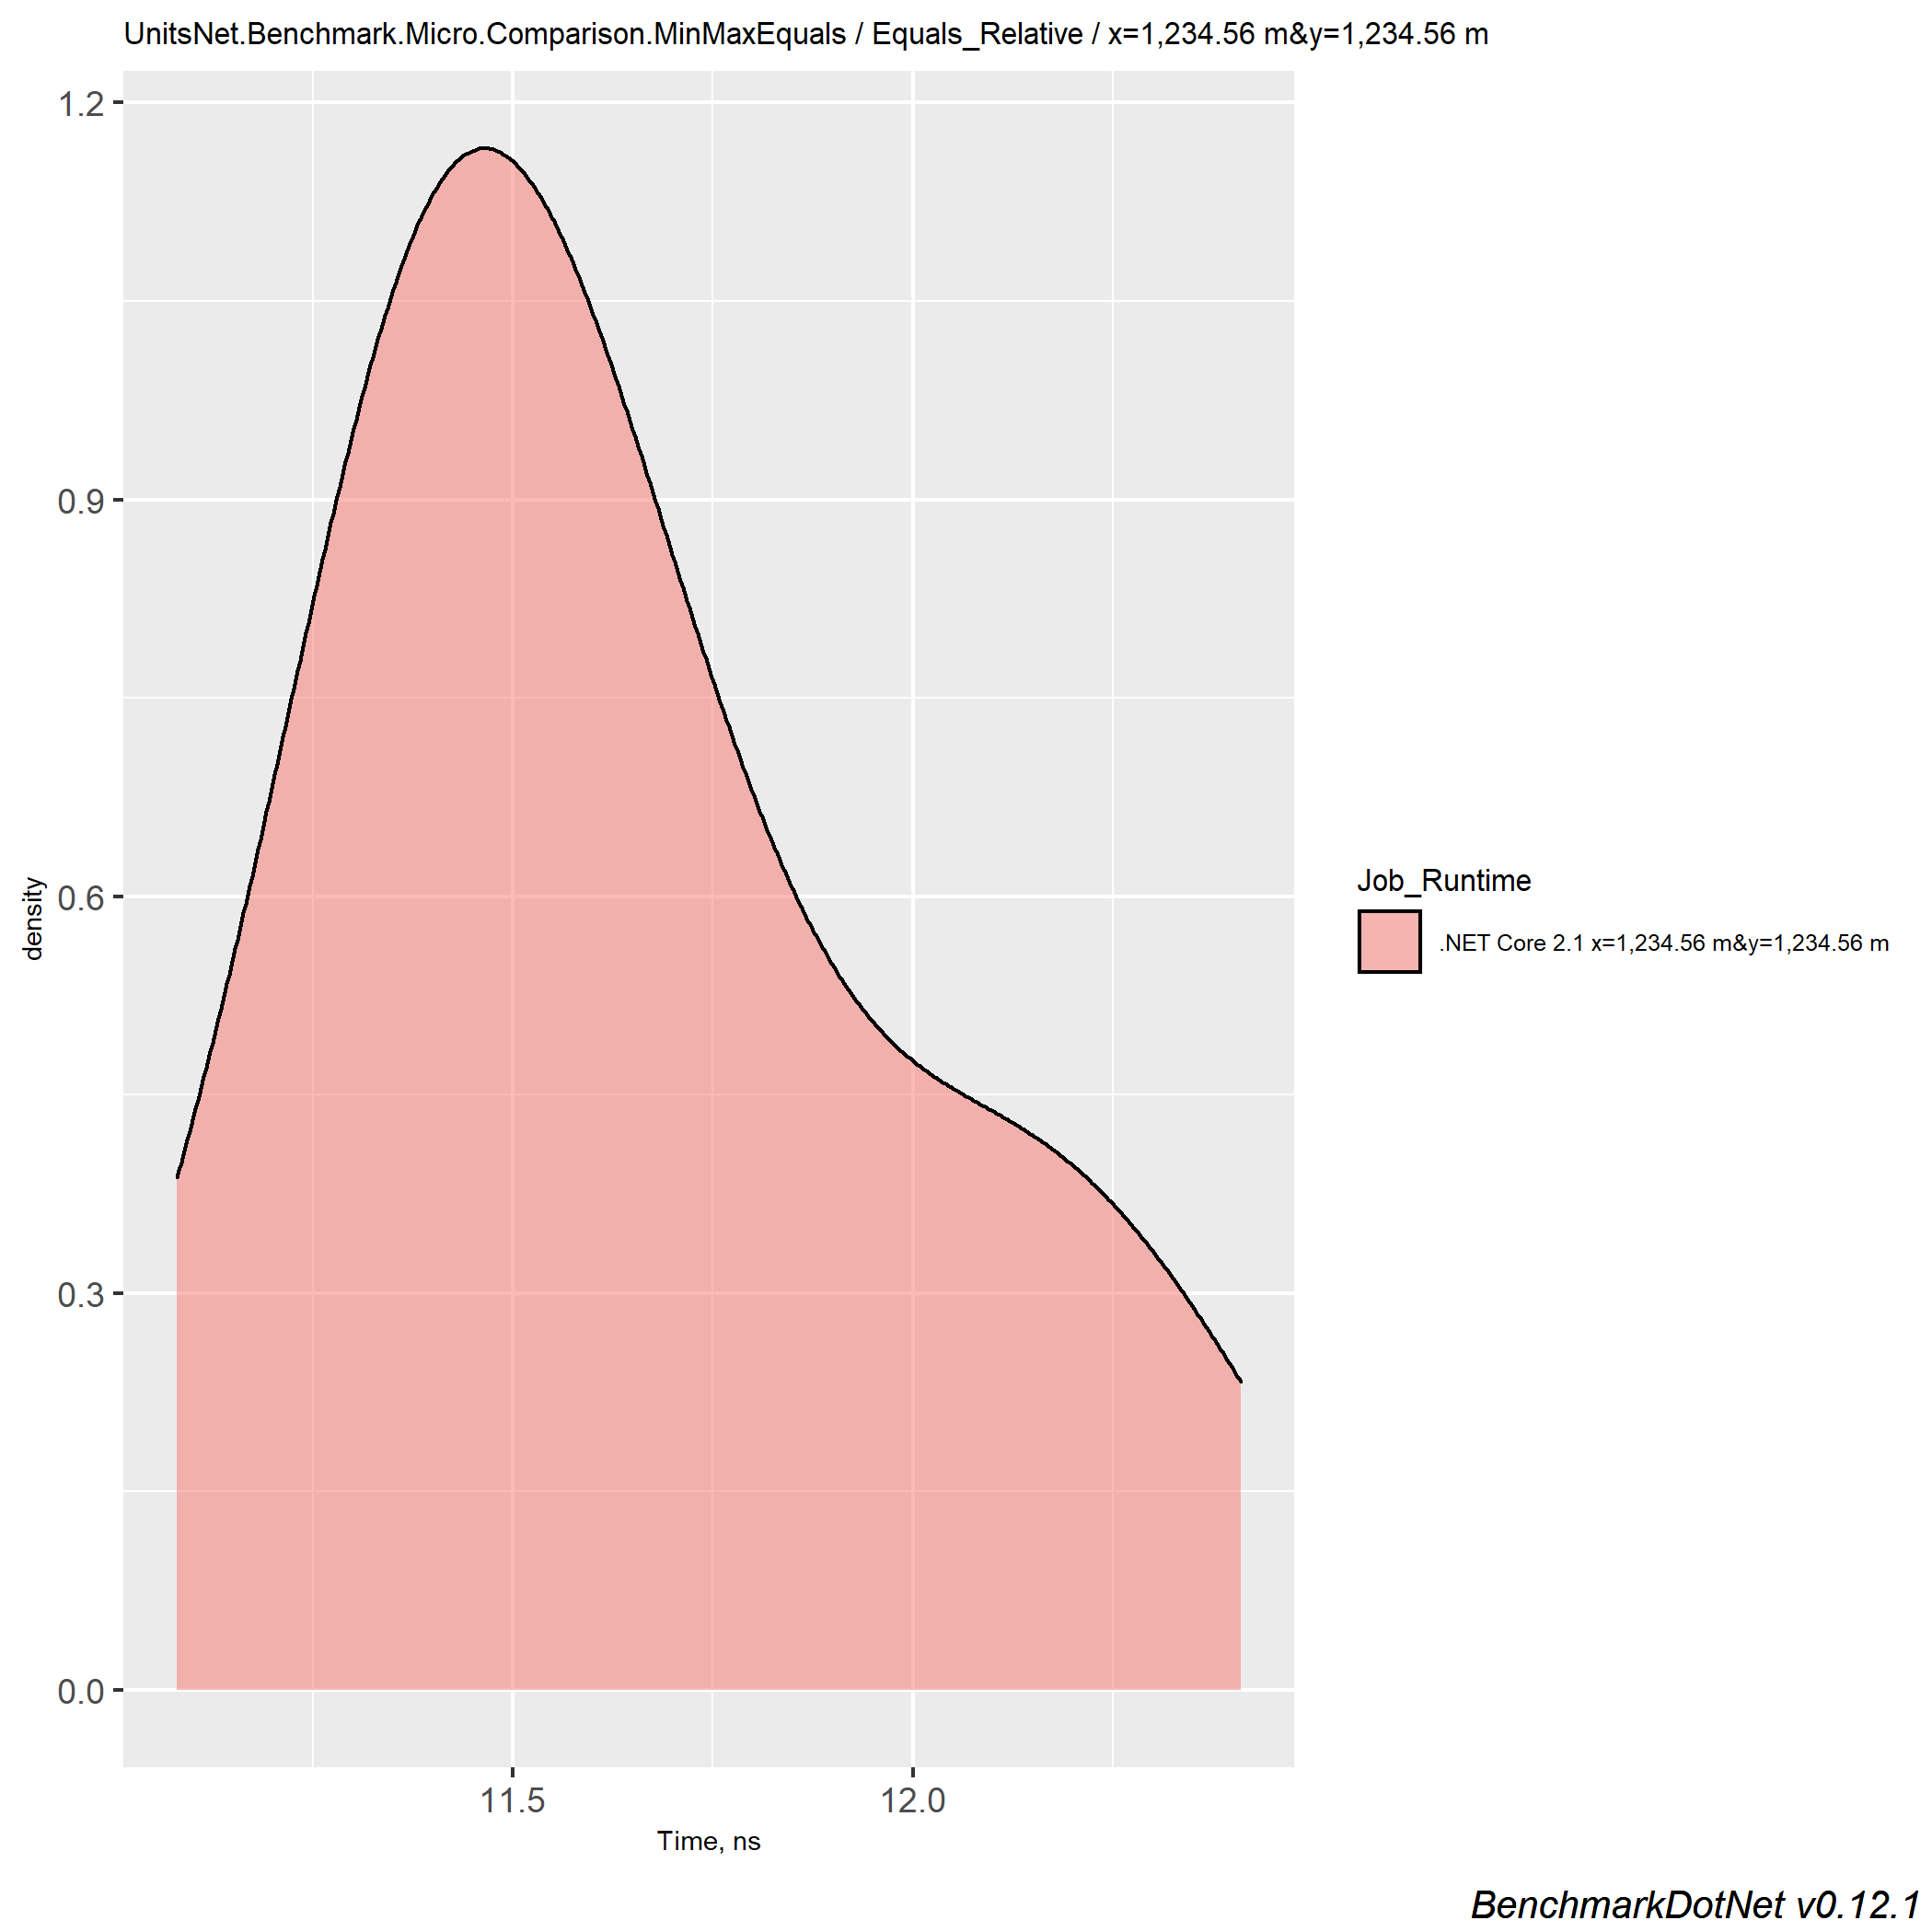 UnitsNet.Benchmark.Micro.Comparison.MinMaxEquals / Equals_Relative / x=1,234.56 m&y=1,234.56 m
1.2
0.9
0.6
0.3
0.0
density
11.5 12.0
Time, ns
Job_Runtime
.NET Core 2.1 x=1,234.56 m&y=1,234.56 m
BenchmarkDotNet v0.12.1